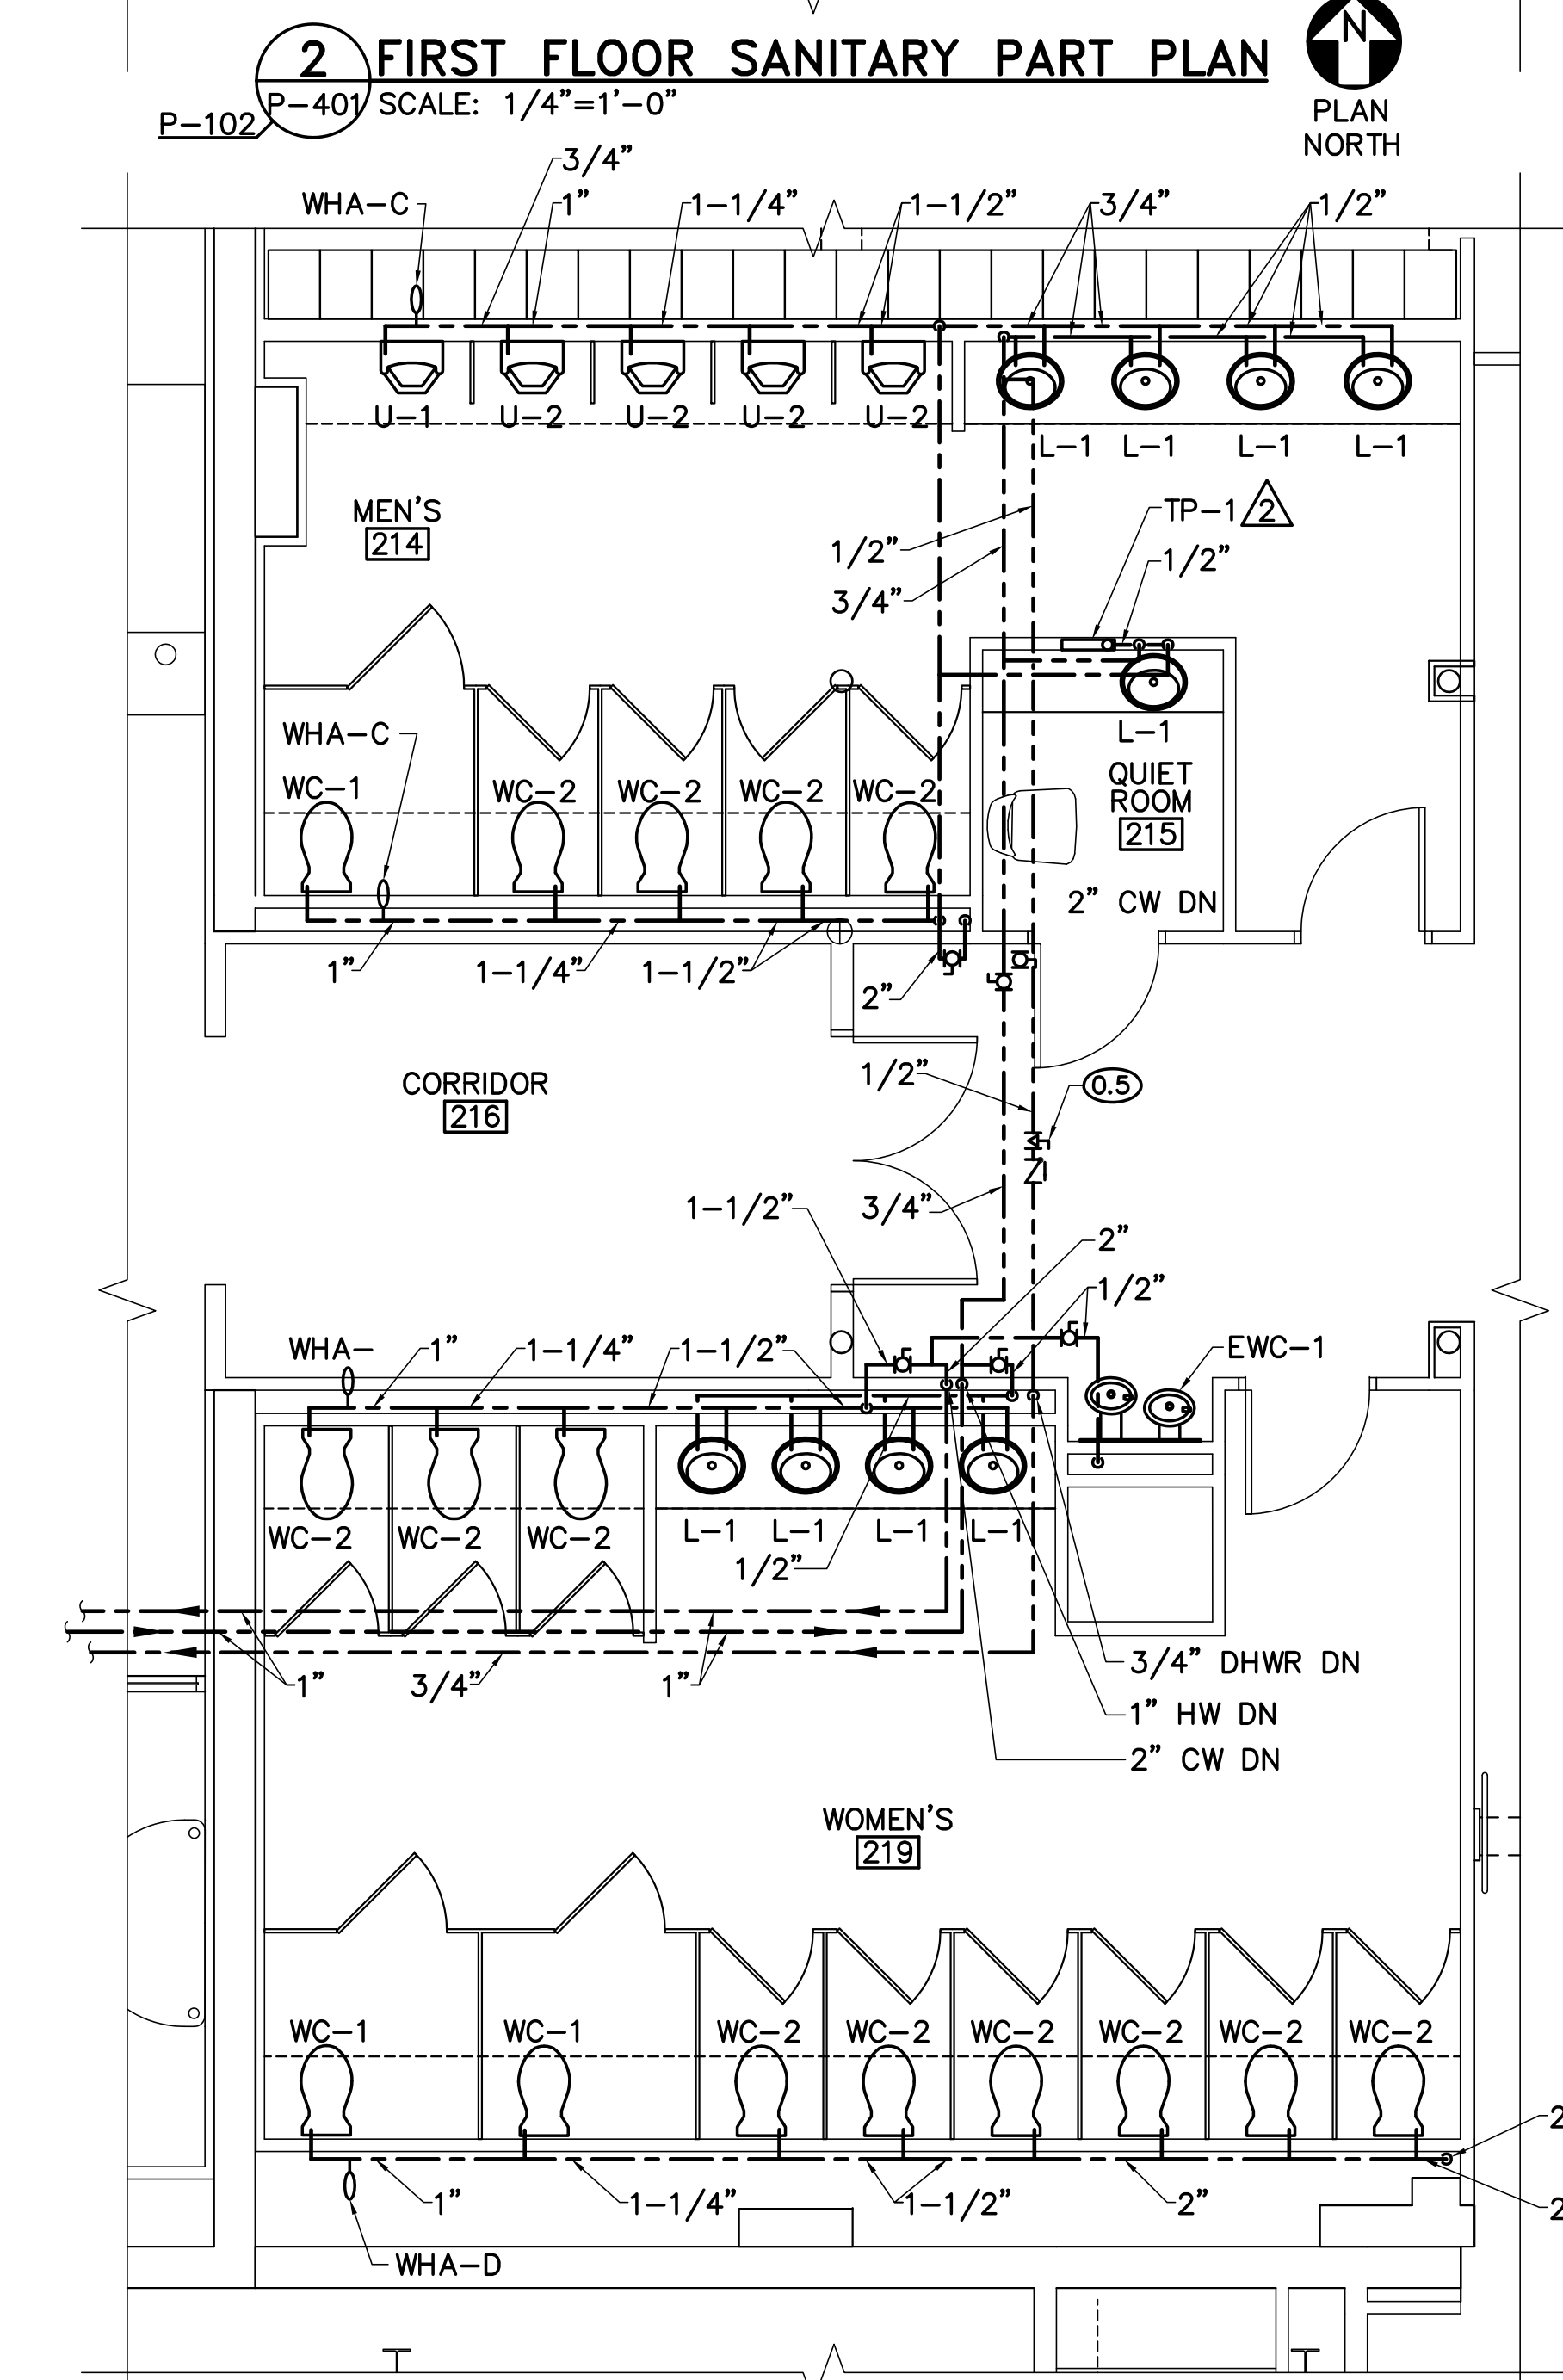 2 FIRST FLOOR SANITARY PART PLAN
P-401 SCALE: 1/4"=1'-0"
P-102
N
PLAN
NORTH
3/4"
WHA-C 1" 1-1/4" 1-1/2" 3/4" 1/2"
U-1 U-2 U-2 U-2 U-2
L-1 L-1 L-1 L-1
MEN'S
214
TP-1 2
1/2" 1/2"
3/4"
WHA-C
L-1
WC-1 WC-2 WC-2 WC-2 WC-2
QUIET
ROOM
215
2" CW DN
1" 1-1/4" 1-1/2"
2"
CORRIDOR
216
1/2" 0.5
1-1/2" 3/4"
2"
1/2"
WHA- 1" 1-1/4" 1-1/2" EWC-1
WC-2 WC-2 WC-2 L-1 L-1 L-1 L-1
1/2"
1" 3/4" 1"
3/4" DHWR DN
1" HW DN
2" CW DN
WOMEN'S
219
WC-1 WC-1 WC-2 WC-2 WC-2 WC-2 WC-2 WC-2
2
1" 1-1/4" 1-1/2" 2" 2
WHA-D